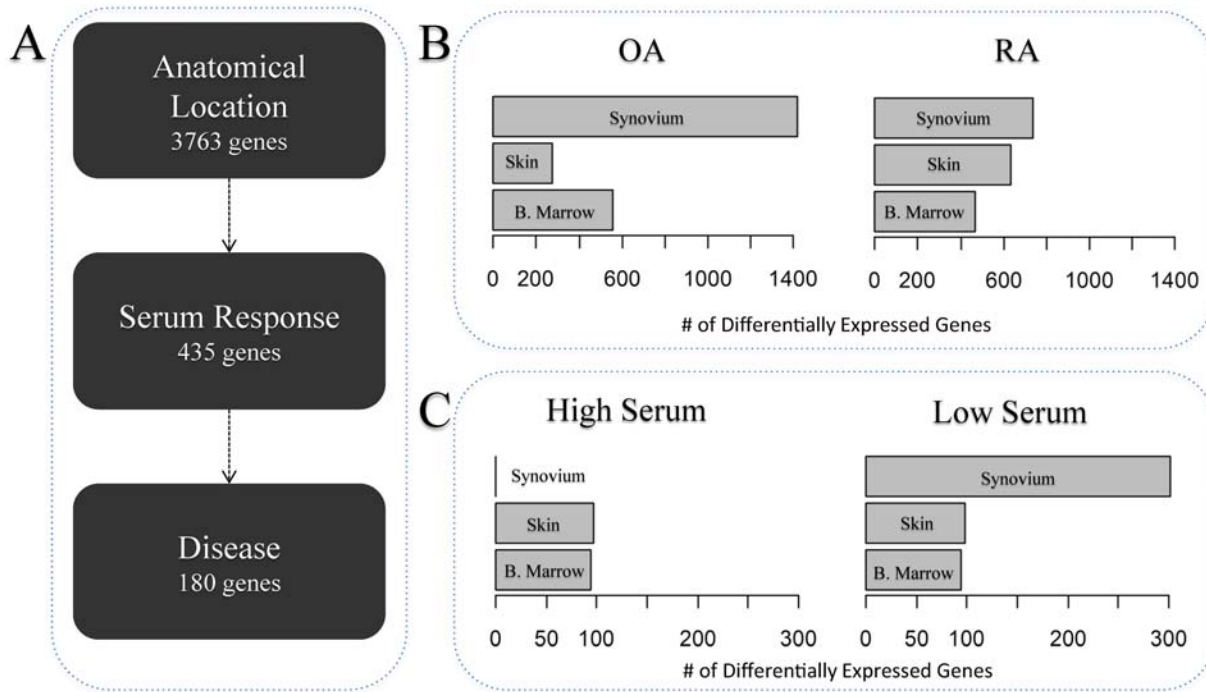 A
Anatomical
Location
3763 genes
Serum Response
435 genes
Disease
180 genes
B
OA
Synovium
Skin
B. Marrow
0 200 600 1000 1400
RA
Synovium
Skin
B. Marrow
0 200 600 1000 1400
# of Differentially Expressed Genes
C
High Serum
Synovium
Skin
B. Marrow
0 50 100 200 300
Low Serum
Synovium
Skin
B. Marrow
0 50 100 200 300
# of Differentially Expressed Genes